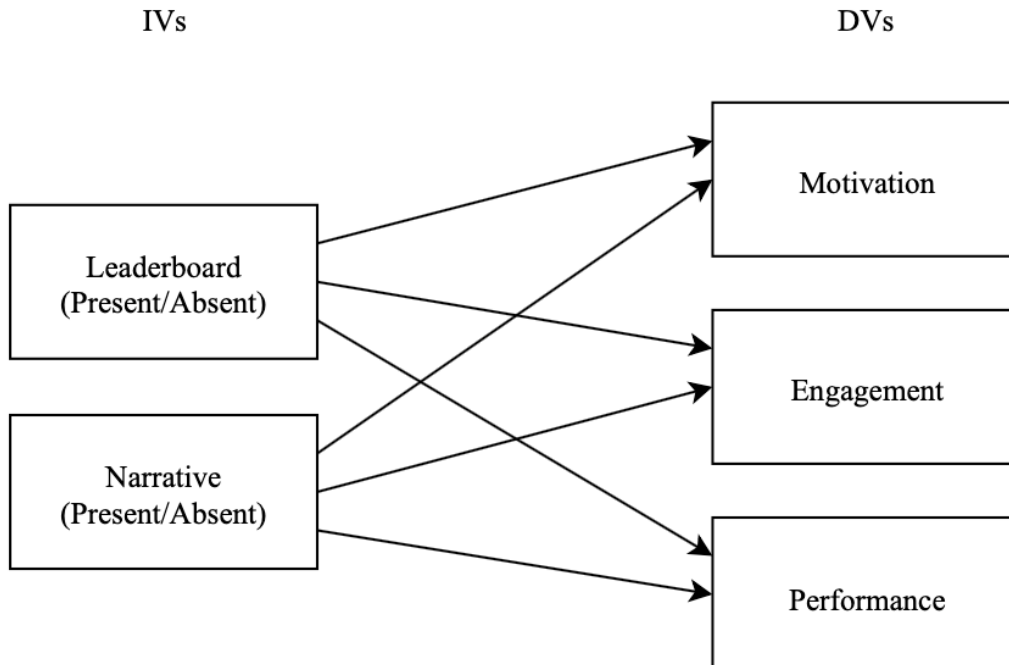 IVs
DVs
Motivation
Leaderboard
(Present/Absent)
Engagement
Narrative
(Present/Absent)
Performance